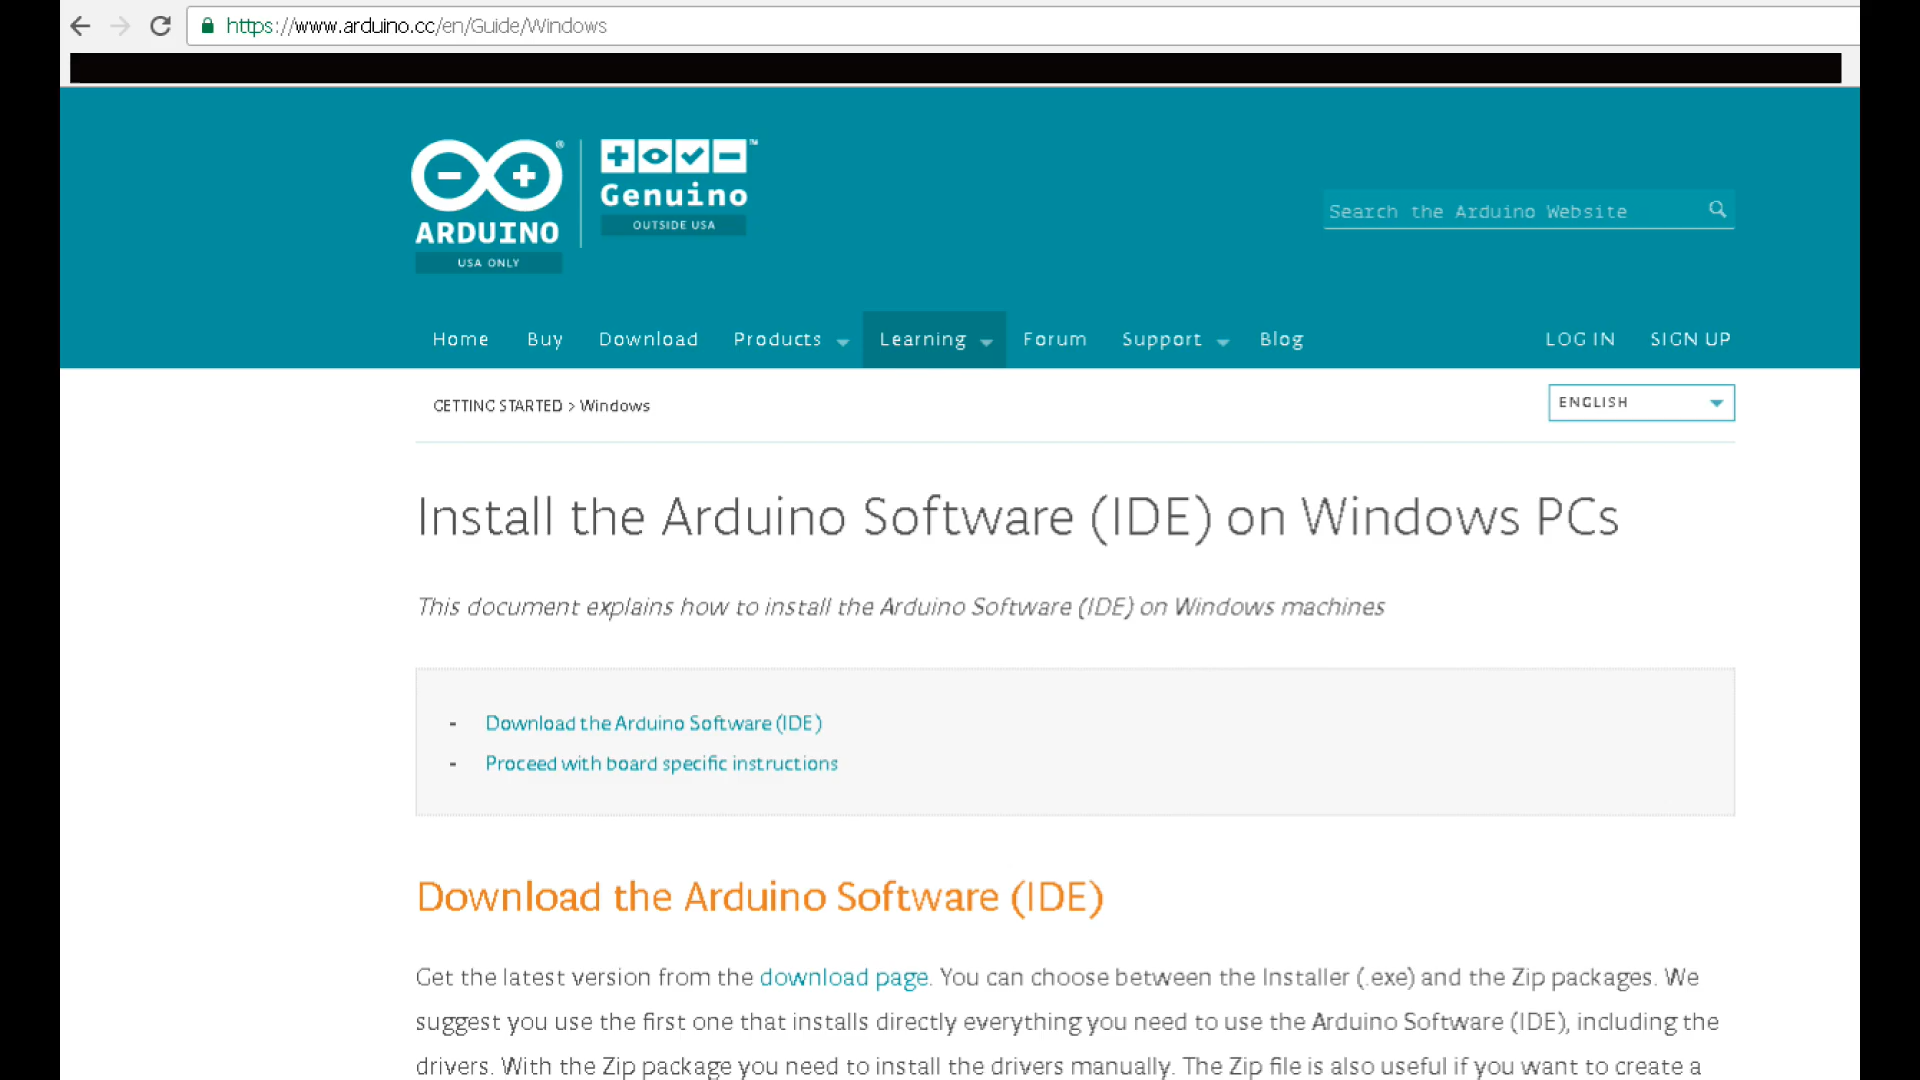 https://www.arduino.cc/en/Guide/Windows
ARDUINO
USA ONLY
Genuino
OUTSIDE USA
Search the Arduino Website
Home Buy Download Products Learning Forum Support Blog LOG IN SIGN UP
GETTING STARTED > Windows
ENGLISH
Install the Arduino Software (IDE) on Windows PCs
This document explains how to install the Arduino Software (IDE) on Windows machines
- Download the Arduino Software (IDE)
- Proceed with board specific instructions
Download the Arduino Software (IDE)
Get the latest version from the download page. You can choose between the Installer (.exe) and the Zip packages. We
suggest you use the first one that installs directly everything you need to use the Arduino Software (IDE), including the
drivers. With the Zip package you need to install the drivers manually. The Zip file is also useful if you want to create a